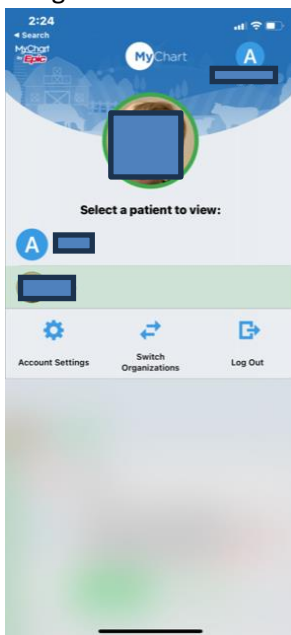 2:24
◄ Search
MyChart
by Epic
MyChart
A
Select a patient to view:
A
Account Settings
Switch
Organizations
Log Out